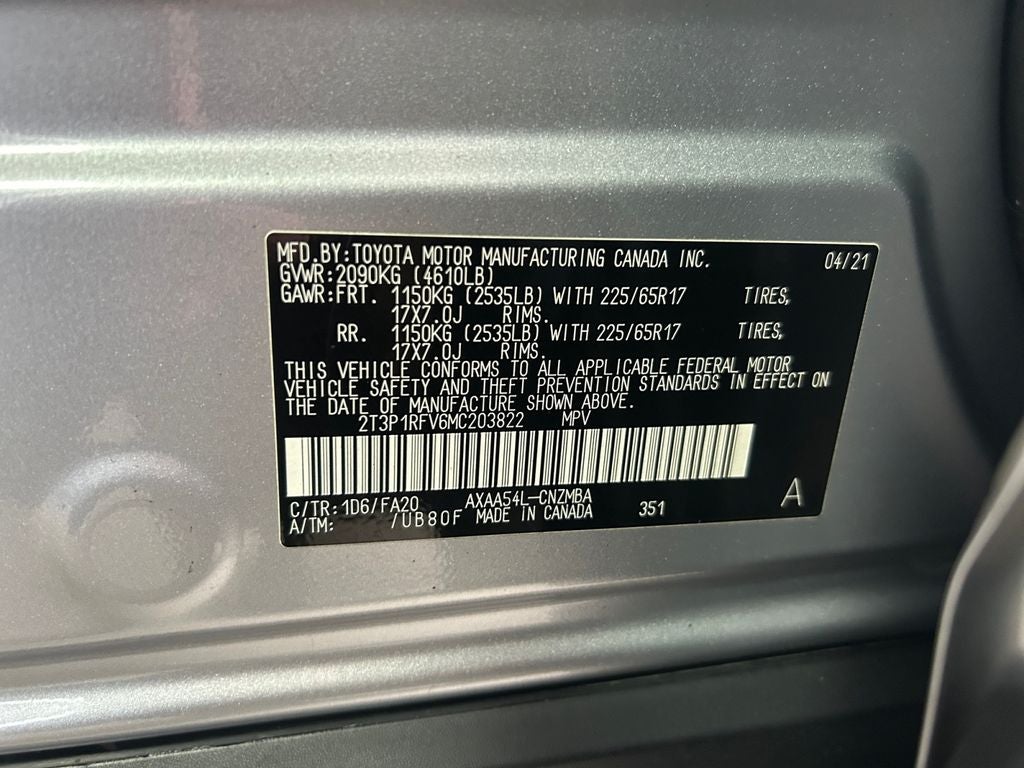 MFD.BY:TOYOTA MOTOR MANUFACTURING CANADA INC. 04/21
GVWR:2090KG (4610LB)
GAWR:FRT. 1150KG (2535LB) WITH 225/65R17 TIRES,
17X7.0J RIMS.
RR. 1150KG (2535LB) WITH 225/65R17 TIRES,
17X7.0J RIMS.
THIS VEHICLE CONFORMS TO ALL APPLICABLE FEDERAL MOTOR
VEHICLE SAFETY AND THEFT PREVENTION STANDARDS IN EFFECT ON
THE DATE OF MANUFACTURE SHOWN ABOVE.
2T3P1RFV6MC203822 MPV
C/TR:1D6/FA20 AXAA54L-CNZMBA 351 A
A/TM: /UB80F MADE IN CANADA